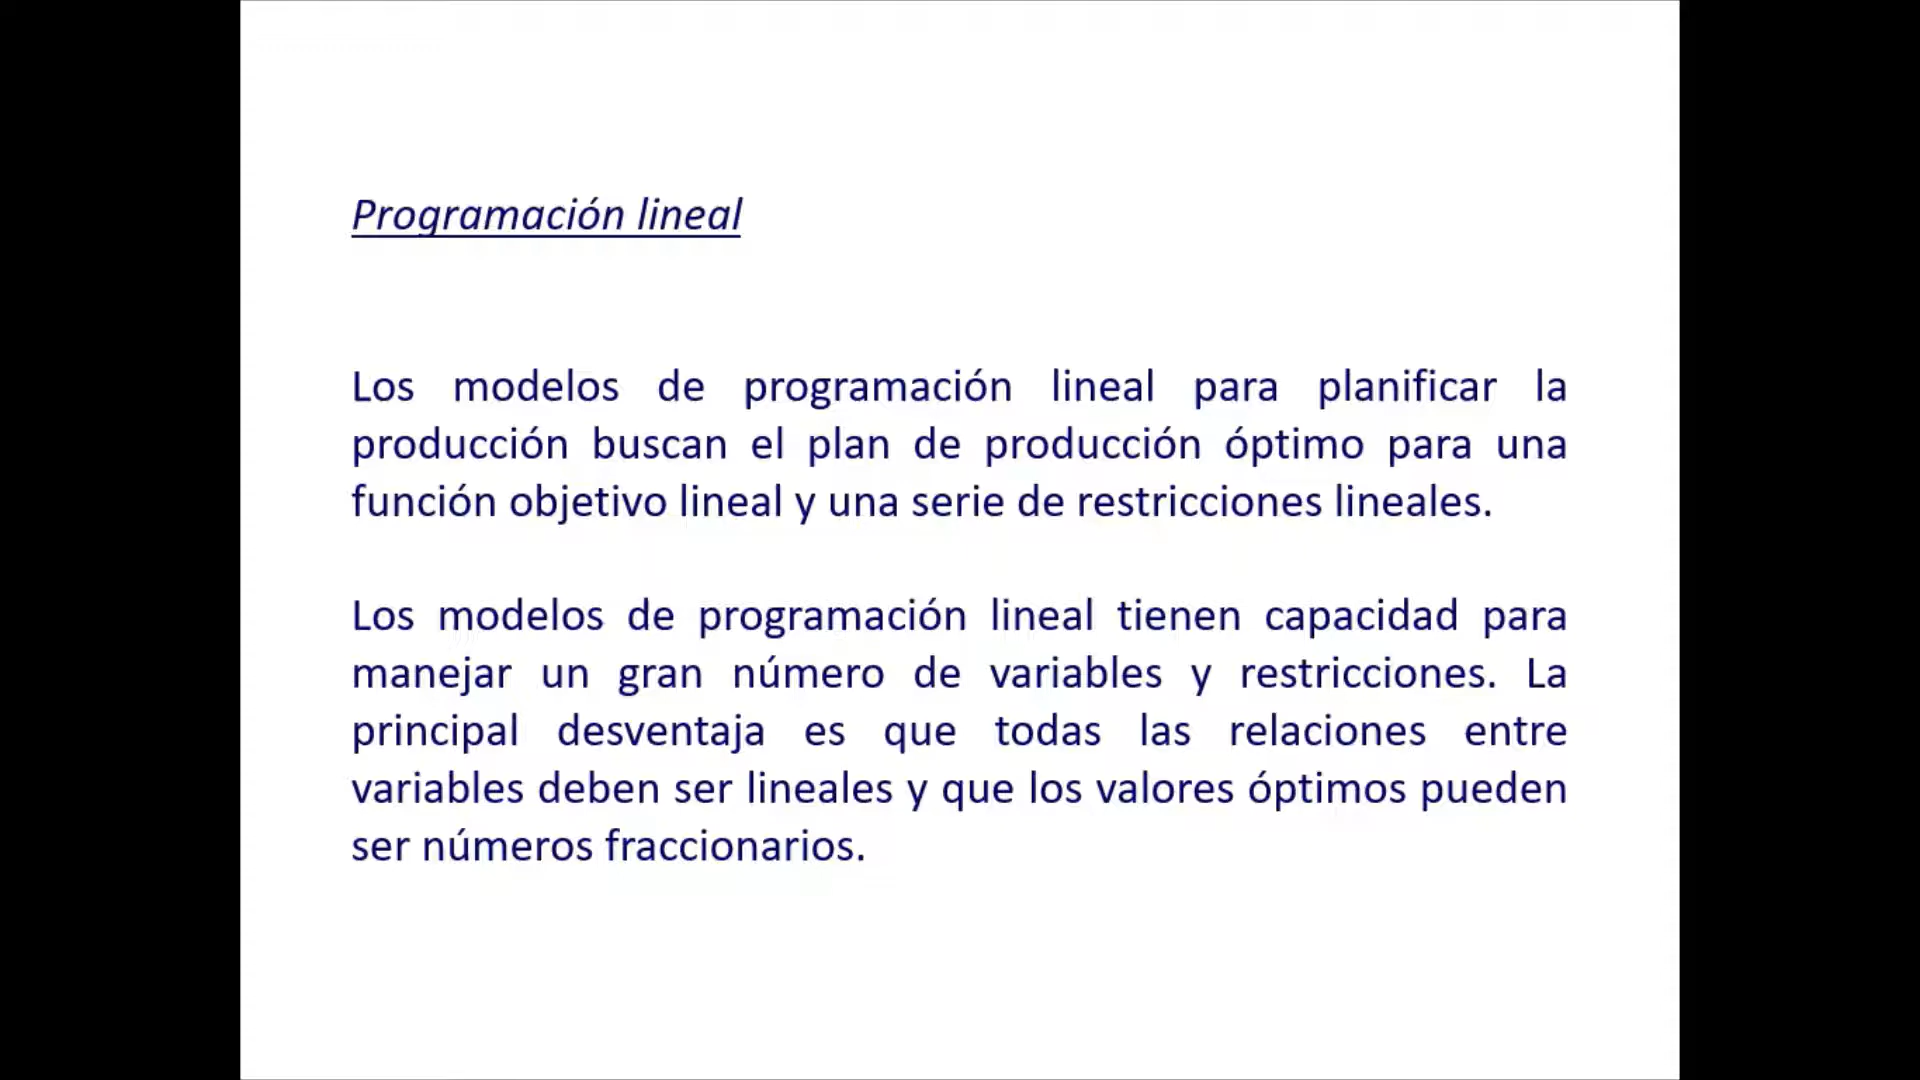 Programación lineal
Los modelos de programación lineal para planificar la
producción buscan el plan de producción óptimo para una
función objetivo lineal y una serie de restricciones lineales.
Los modelos de programación lineal tienen capacidad para
manejar un gran número de variables y restricciones. La
principal desventaja es que todas las relaciones entre
variables deben ser lineales y que los valores óptimos pueden
ser números fraccionarios.